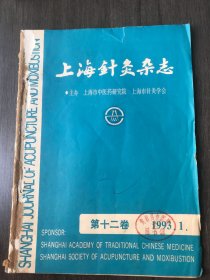 SHANGHAI JOURNAL OF ACUPUNCTURE AND MOXIBUSTION
上海针灸杂志
主办 上海市中医药研究院 上海市针灸学会
第十二卷
1993
1.
SPONSOR:
SHANGHAI ACADEMY OF TRADITIONAL CHINESE MEDICINE
SHANGHAI SOCIETY OF ACUPUNCTURE AND MOXIBUSTION